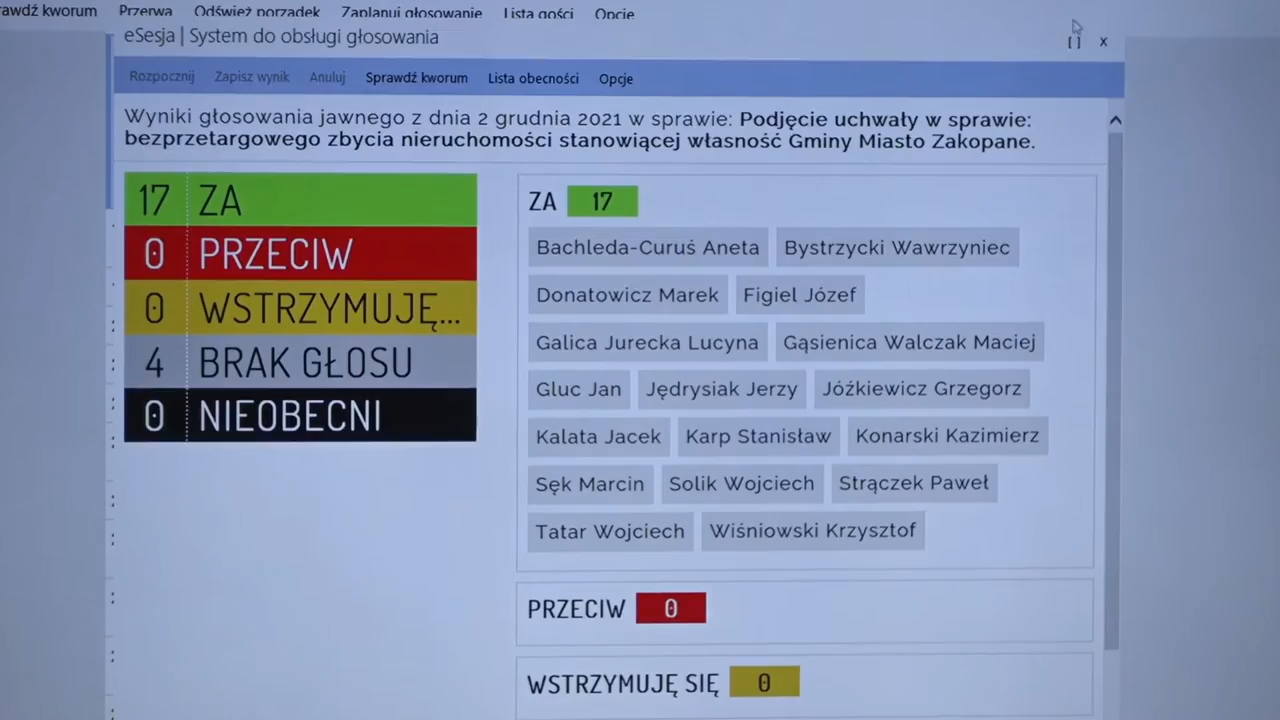 rawdź kworum Przerwa Odśwież porządek Zaplanuj głosowanie Lista gości Opcje
eSesja | System do obsługi głosowania
[ ] x
Rozpocznij Zapisz wynik Anuluj Sprawdź kworum Lista obecności Opcje
Wyniki głosowania jawnego z dnia 2 grudnia 2021 w sprawie: Podjęcie uchwały w sprawie:
bezprzetargowego zbycia nieruchomości stanowiącej własność Gminy Miasto Zakopane.
17 ZA
0 PRZECIW
0 WSTRZYMUJĘ...
4 BRAK GŁOSU
0 NIEOBECNI
ZA 17
Bachleda-Curuś Aneta Bystrzycki Wawrzyniec
Donatowicz Marek Figiel Józef
Galica Jurecka Lucyna Gąsienica Walczak Maciej
Gluc Jan Jędrysiak Jerzy Jóźkiewicz Grzegorz
Kalata Jacek Karp Stanisław Konarski Kazimierz
Sęk Marcin Solik Wojciech Strączek Paweł
Tatar Wojciech Wiśniowski Krzysztof
PRZECIW 0
WSTRZYMUJĘ SIĘ 0